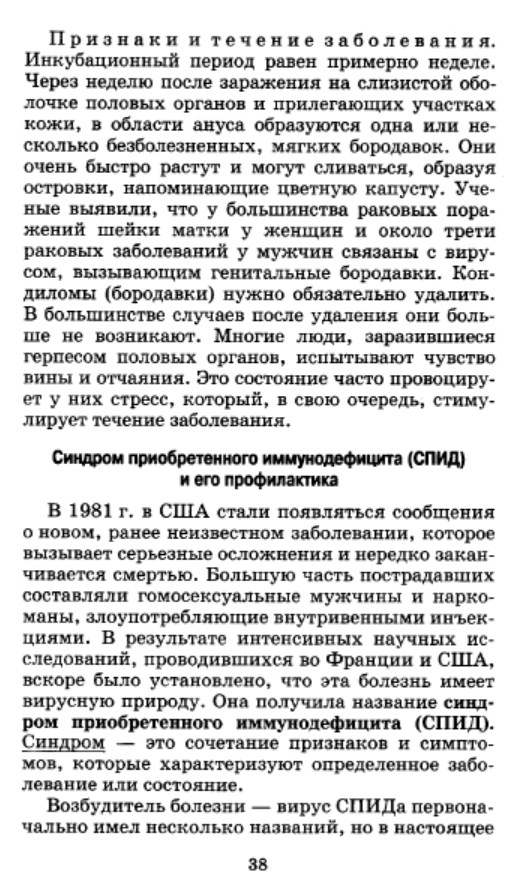 Признаки и течение заболевания.
Инкубационный период равен примерно неделе.
Через неделю после заражения на слизистой обо-
лочке половых органов и прилегающих участках
кожи, в области ануса образуются одна или не-
сколько безболезненных, мягких бородавок. Они
очень быстро растут и могут сливаться, образуя
островки, напоминающие цветную капусту. Уче-
ные выявили, что у большинства раковых пора-
жений шейки матки у женщин и около трети
раковых заболеваний у мужчин связаны с виру-
сом, вызывающим генитальные бородавки. Кон-
диломы (бородавки) нужно обязательно удалить.
В большинстве случаев после удаления они боль-
ше не возникают. Многие люди, заразившиеся
герпесом половых органов, испытывают чувство
вины и отчаяния. Это состояние часто провоциру-
ет у них стресс, который, в свою очередь, стиму-
лирует течение заболевания.
Синдром приобретенного иммунодефицита (СПИД)
и его профилактика
В 1981 г. в США стали появляться сообщения
о новом, ранее неизвестном заболевании, которое
вызывает серьезные осложнения и нередко закан-
чивается смертью. Большую часть пострадавших
составляли гомосексуальные мужчины и нарко-
маны, злоупотребляющие внутривенными инъек-
циями. В результате интенсивных научных ис-
следований, проводившихся во Франции и США,
вскоре было установлено, что эта болезнь имеет
вирусную природу. Она получила название синд-
ром приобретенного иммунодефицита (СПИД).
Синдром — это сочетание признаков и симпто-
мов, которые характеризуют определенное забо-
левание или состояние.
Возбудитель болезни — вирус СПИДа первона-
чально имел несколько названий, но в настоящее
38